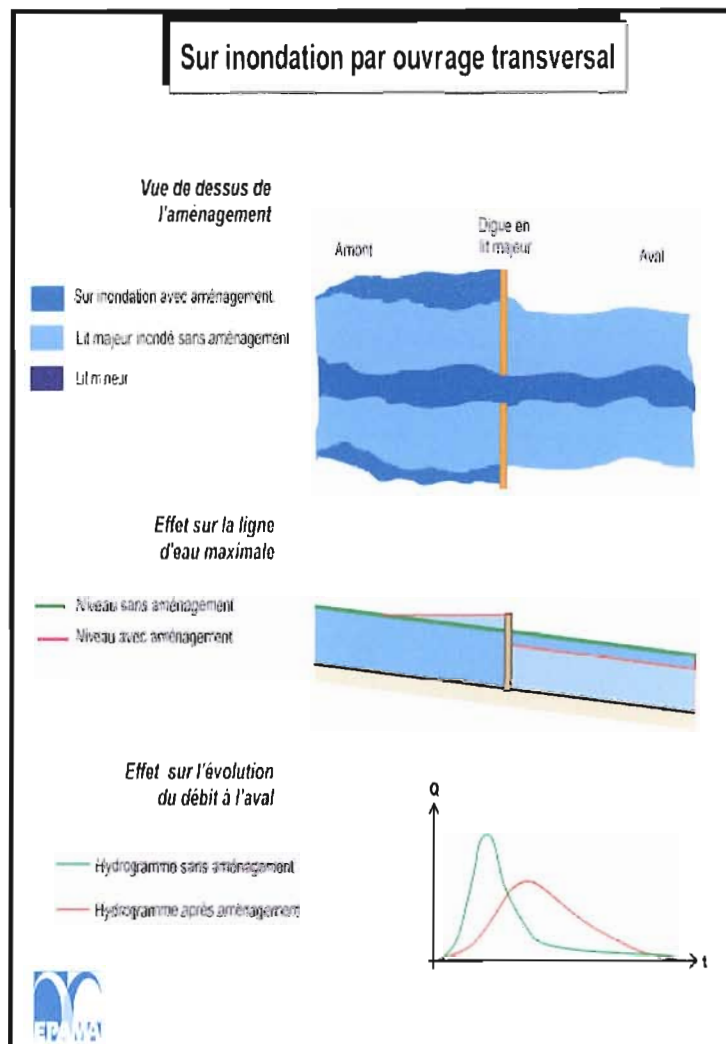 Sur inondation par ouvrage transversal
Vue de dessus de
l'aménagement
Amont
Digue en
lit majeur
Aval
Sur inondation avec aménagement
Lit majeur inondé sans aménagement
Lit mineur
Effet sur la ligne
d'eau maximale
Niveau sans aménagement
Niveau avec aménagement
Effet sur l'évolution
du débit à l'aval
Q
Hydrogramme sans aménagement
Hydrogramme après aménagement
t
EPAMA